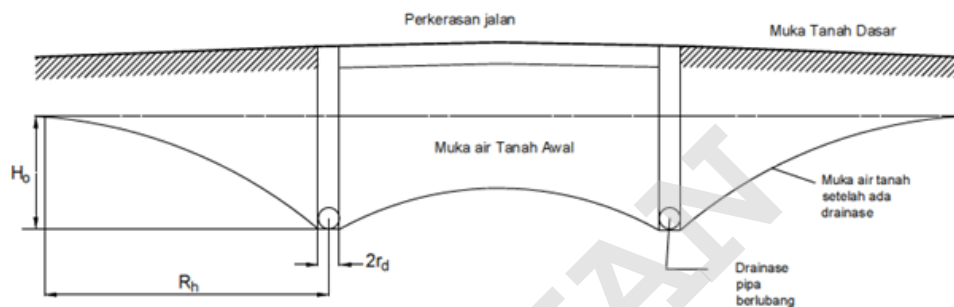 Perkerasan jalan
Muka Tanah Dasar
Muka air Tanah Awal
Ho
Muka air tanah
setelah ada
drainase
2rd
Rh
Drainase
pipa
berlubang